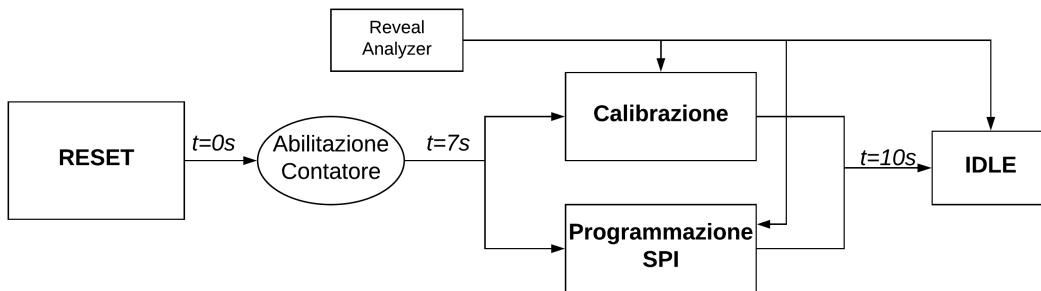 Reveal
Analyzer
Calibrazione
RESET
t=0s
Abilitazione
Contatore
t=7s
t=10s
IDLE
Programmazione
SPI